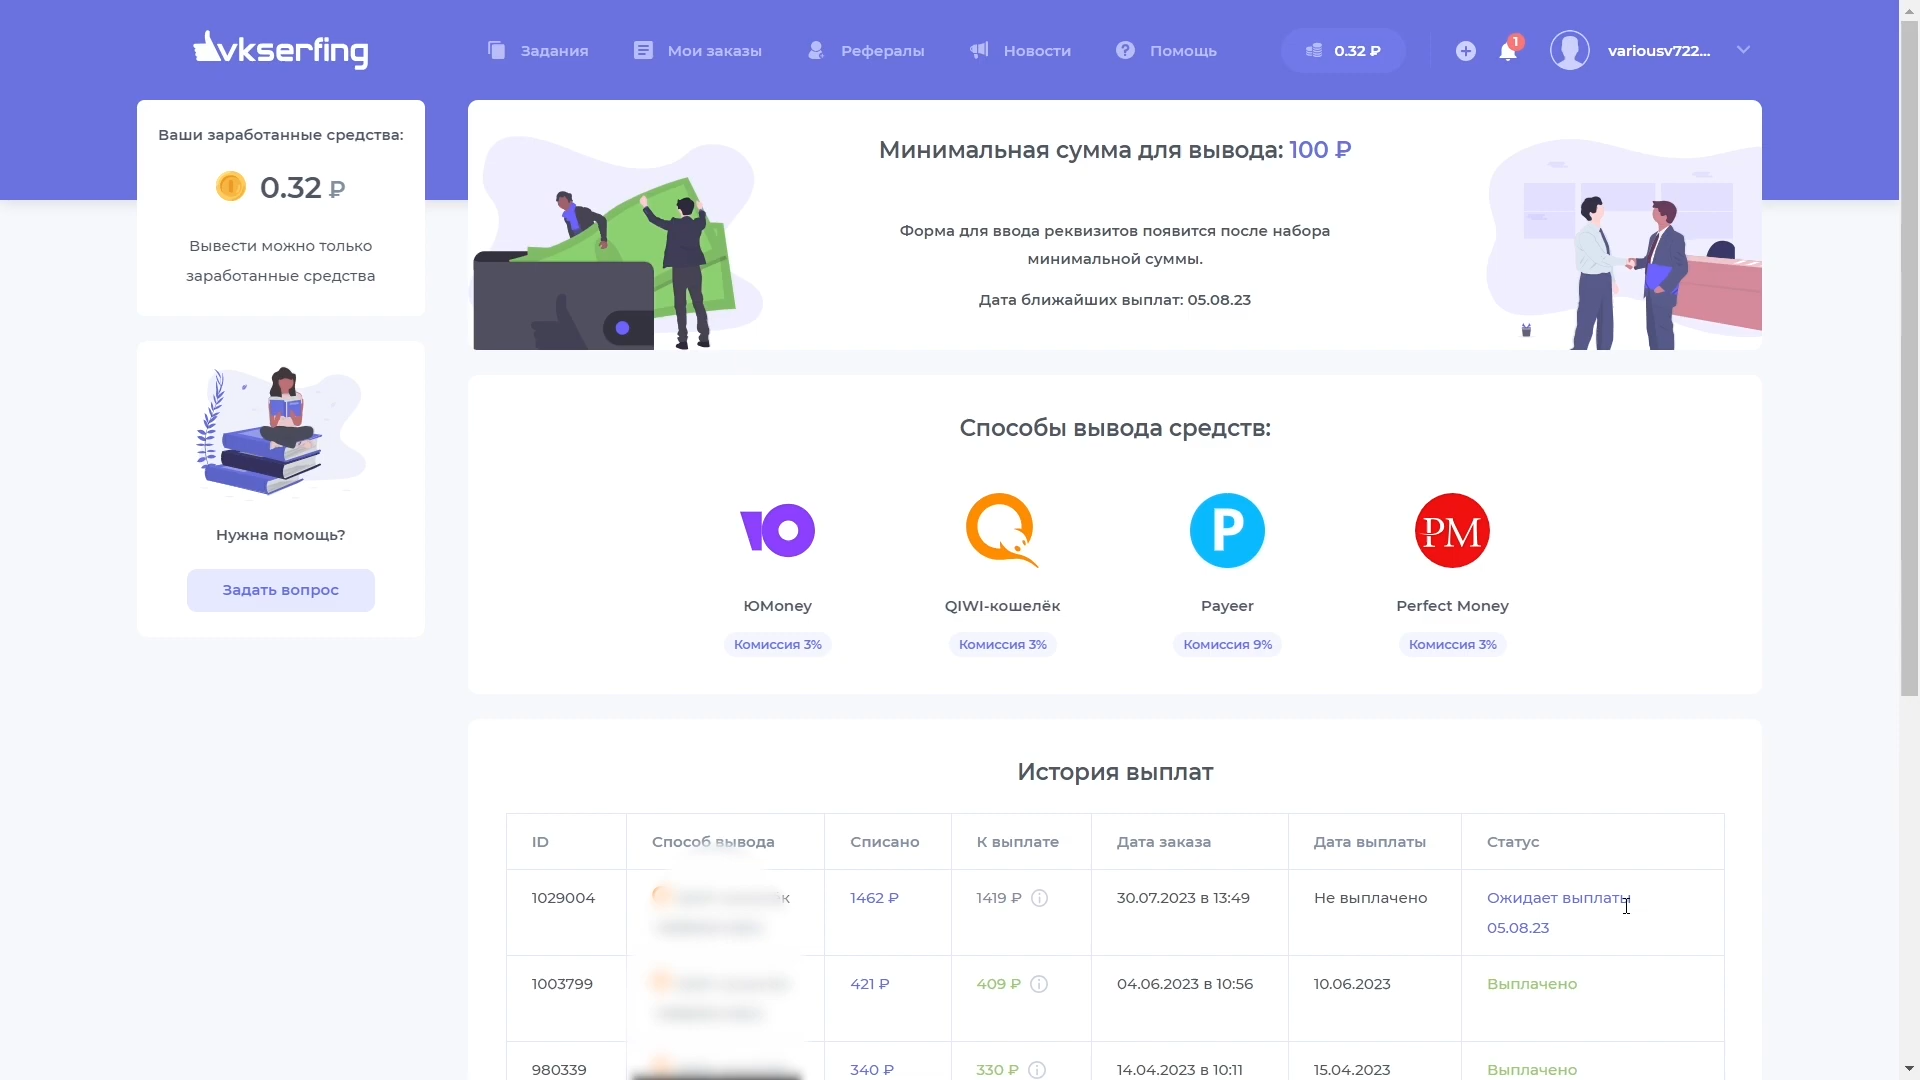 vkserfing
Задания
Мои заказы
Рефералы
Новости
Помощь
0.32 ₽
1
variousv722...
Ваши заработанные средства:
0.32 ₽
Вывести можно только
заработанные средства
Нужна помощь?
Задать вопрос
Минимальная сумма для вывода: 100 ₽
Форма для ввода реквизитов появится после набора
минимальной суммы.
Дата ближайших выплат: 05.08.23
Способы вывода средств:
ЮMoney
Комиссия 3%
QIWI-кошелёк
Комиссия 3%
P
Payeer
Комиссия 9%
PM
Perfect Money
Комиссия 3%
История выплат
ID Способ вывода Списано К выплате Дата заказа Дата выплаты Статус
1029004 1462 ₽ 1419 ₽ 30.07.2023 в 13:49 Не выплачено Ожидает выплаты
05.08.23
1003799 421 ₽ 409 ₽ 04.06.2023 в 10:56 10.06.2023 Выплачено
980339 340 ₽ 330 ₽ 14.04.2023 в 10:11 15.04.2023 Выплачено